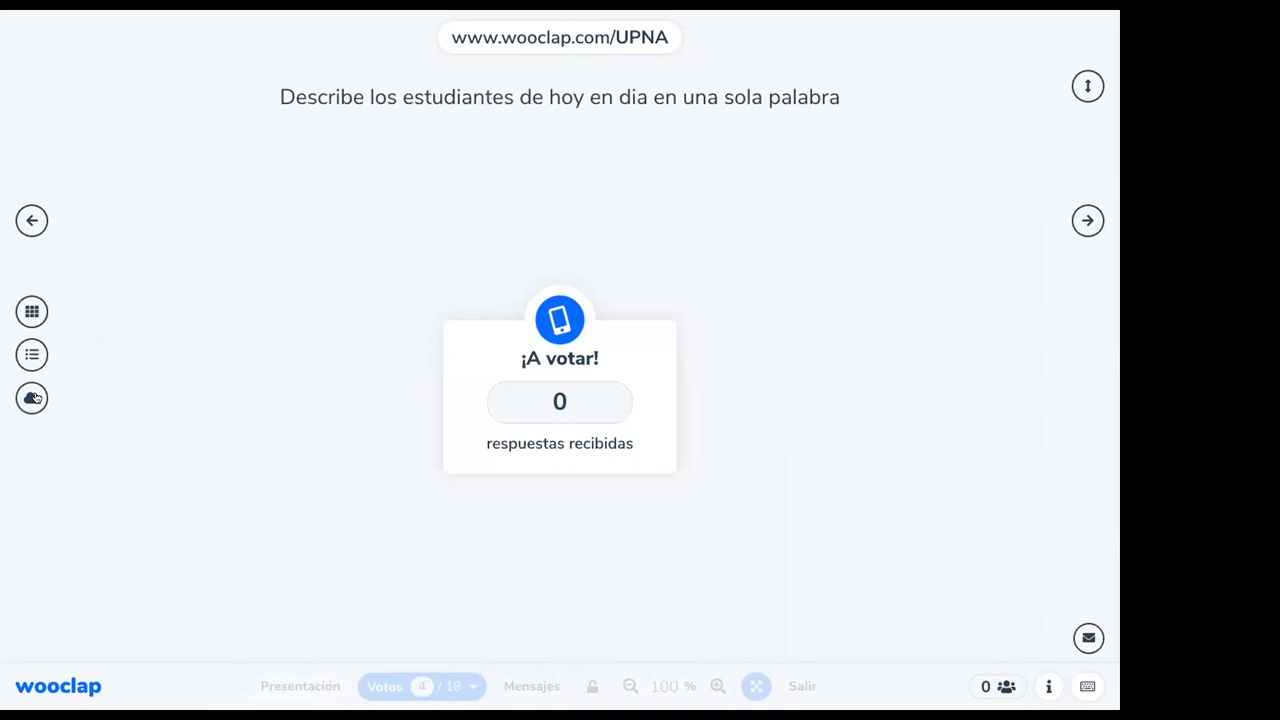 www.wooclap.com/UPNA
Describe los estudiantes de hoy en dia en una sola palabra
¡A votar!
0
respuestas recibidas
wooclap
Presentación
Votos 4 / 18
Mensajes
100 %
Salir
0